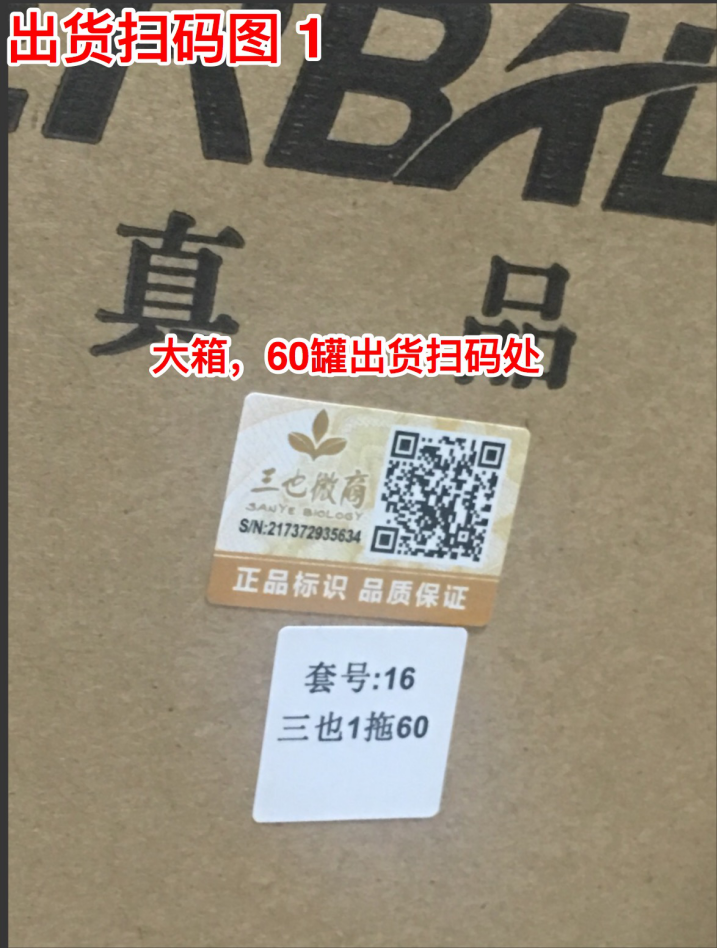 出货扫码图 1
ERBAL
真品
大箱，60罐出货扫码处
三也微商
SANYE BIOLOGY
S/N:217372935634
正品标识 品质保证
套号:16
三也1拖60